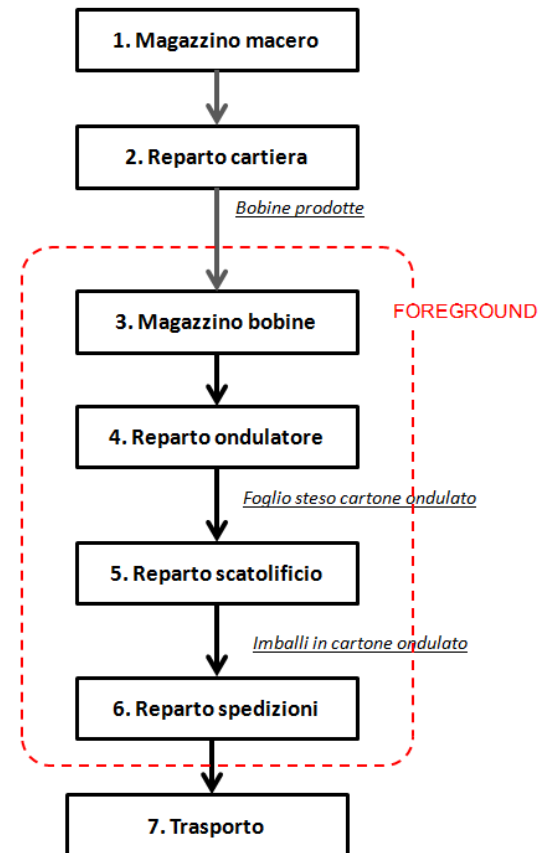 1. Magazzino macero
2. Reparto cartiera
Bobine prodotte
3. Magazzino bobine
FOREGROUND
4. Reparto ondulatore
Foglio steso cartone ondulato
5. Reparto scatolificio
Imballi in cartone ondulato
6. Reparto spedizioni
7. Trasporto